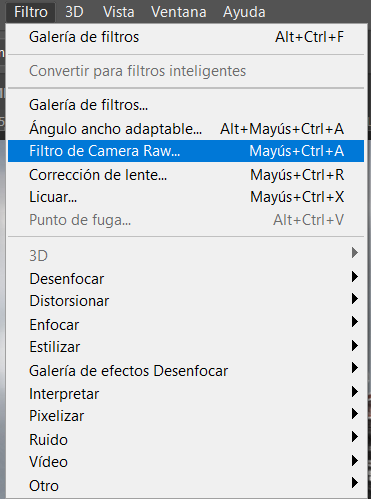 Filtro 3D Vista Ventana Ayuda
Galería de filtros Alt+Ctrl+F
Convertir para filtros inteligentes
Galería de filtros...
Ángulo ancho adaptable... Alt+Mayús+Ctrl+A
Filtro de Camera Raw... Mayús+Ctrl+A
Corrección de lente... Mayús+Ctrl+R
Licuar... Mayús+Ctrl+X
Punto de fuga... Alt+Ctrl+V
3D
Desenfocar
Distorsionar
Enfocar
Estilizar
Galería de efectos Desenfocar
Interpretar
Pixelizar
Ruido
Vídeo
Otro